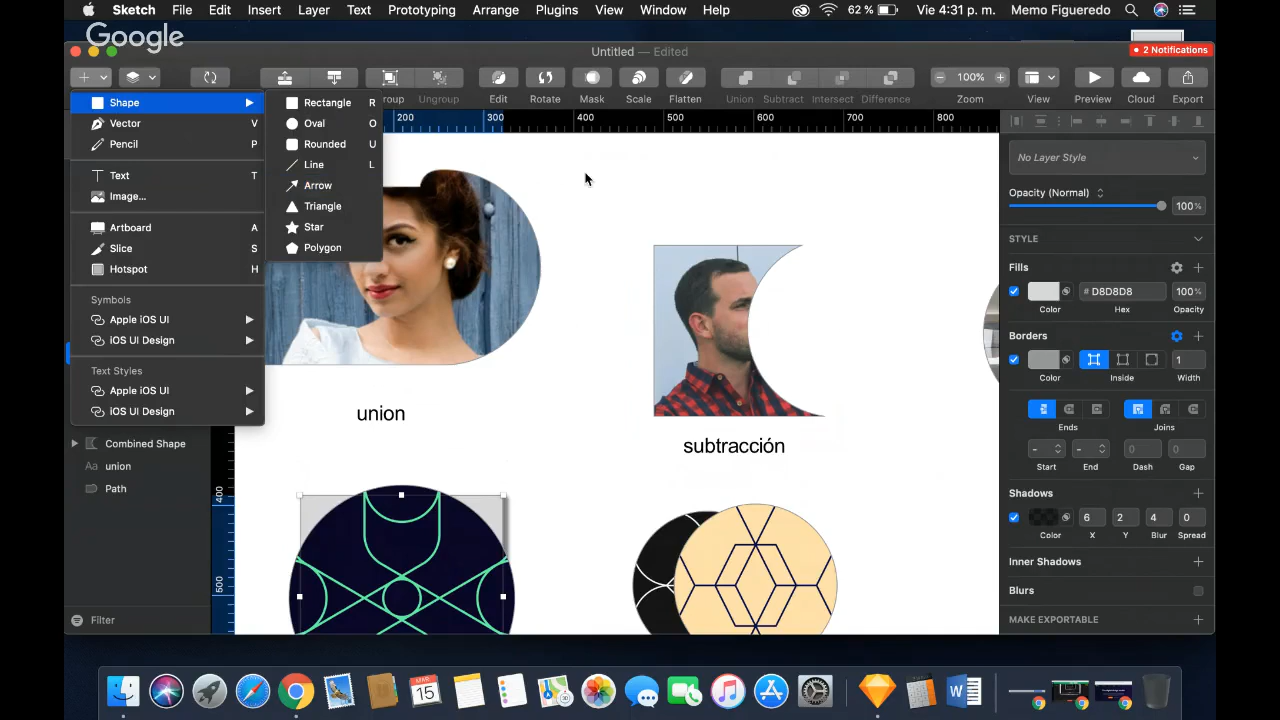 Sketch File Edit Insert Layer Text Prototyping Arrange Plugins View Window Help 62 % Vie 4:31 p. m. Memo Figueredo
Google
Untitled — Edited
2 Notifications
100%
roup Ungroup Edit Rotate Mask Scale Flatten Union Subtract Intersect Difference Zoom View Preview Cloud Export
200 300 400 500 600 700 800
Shape
Vector V
Pencil P
Text T
Image...
Artboard A
Slice S
Hotspot H
Symbols
Apple iOS UI
iOS UI Design
Text Styles
Apple iOS UI
iOS UI Design
Rectangle R
Oval O
Rounded U
Line L
Arrow
Triangle
Star
Polygon
Combined Shape
Aa union
Path
Filter
400
500
union
subtracción
No Layer Style
Opacity (Normal)
100%
STYLE
Fills
# D8D8D8 100%
Color Hex Opacity
Borders
1
Color Inside Width
Ends Joins
- - 0 0
Start End Dash Gap
Shadows
6 2 4 0
Color X Y Blur Spread
Inner Shadows
Blurs
MAKE EXPORTABLE
15